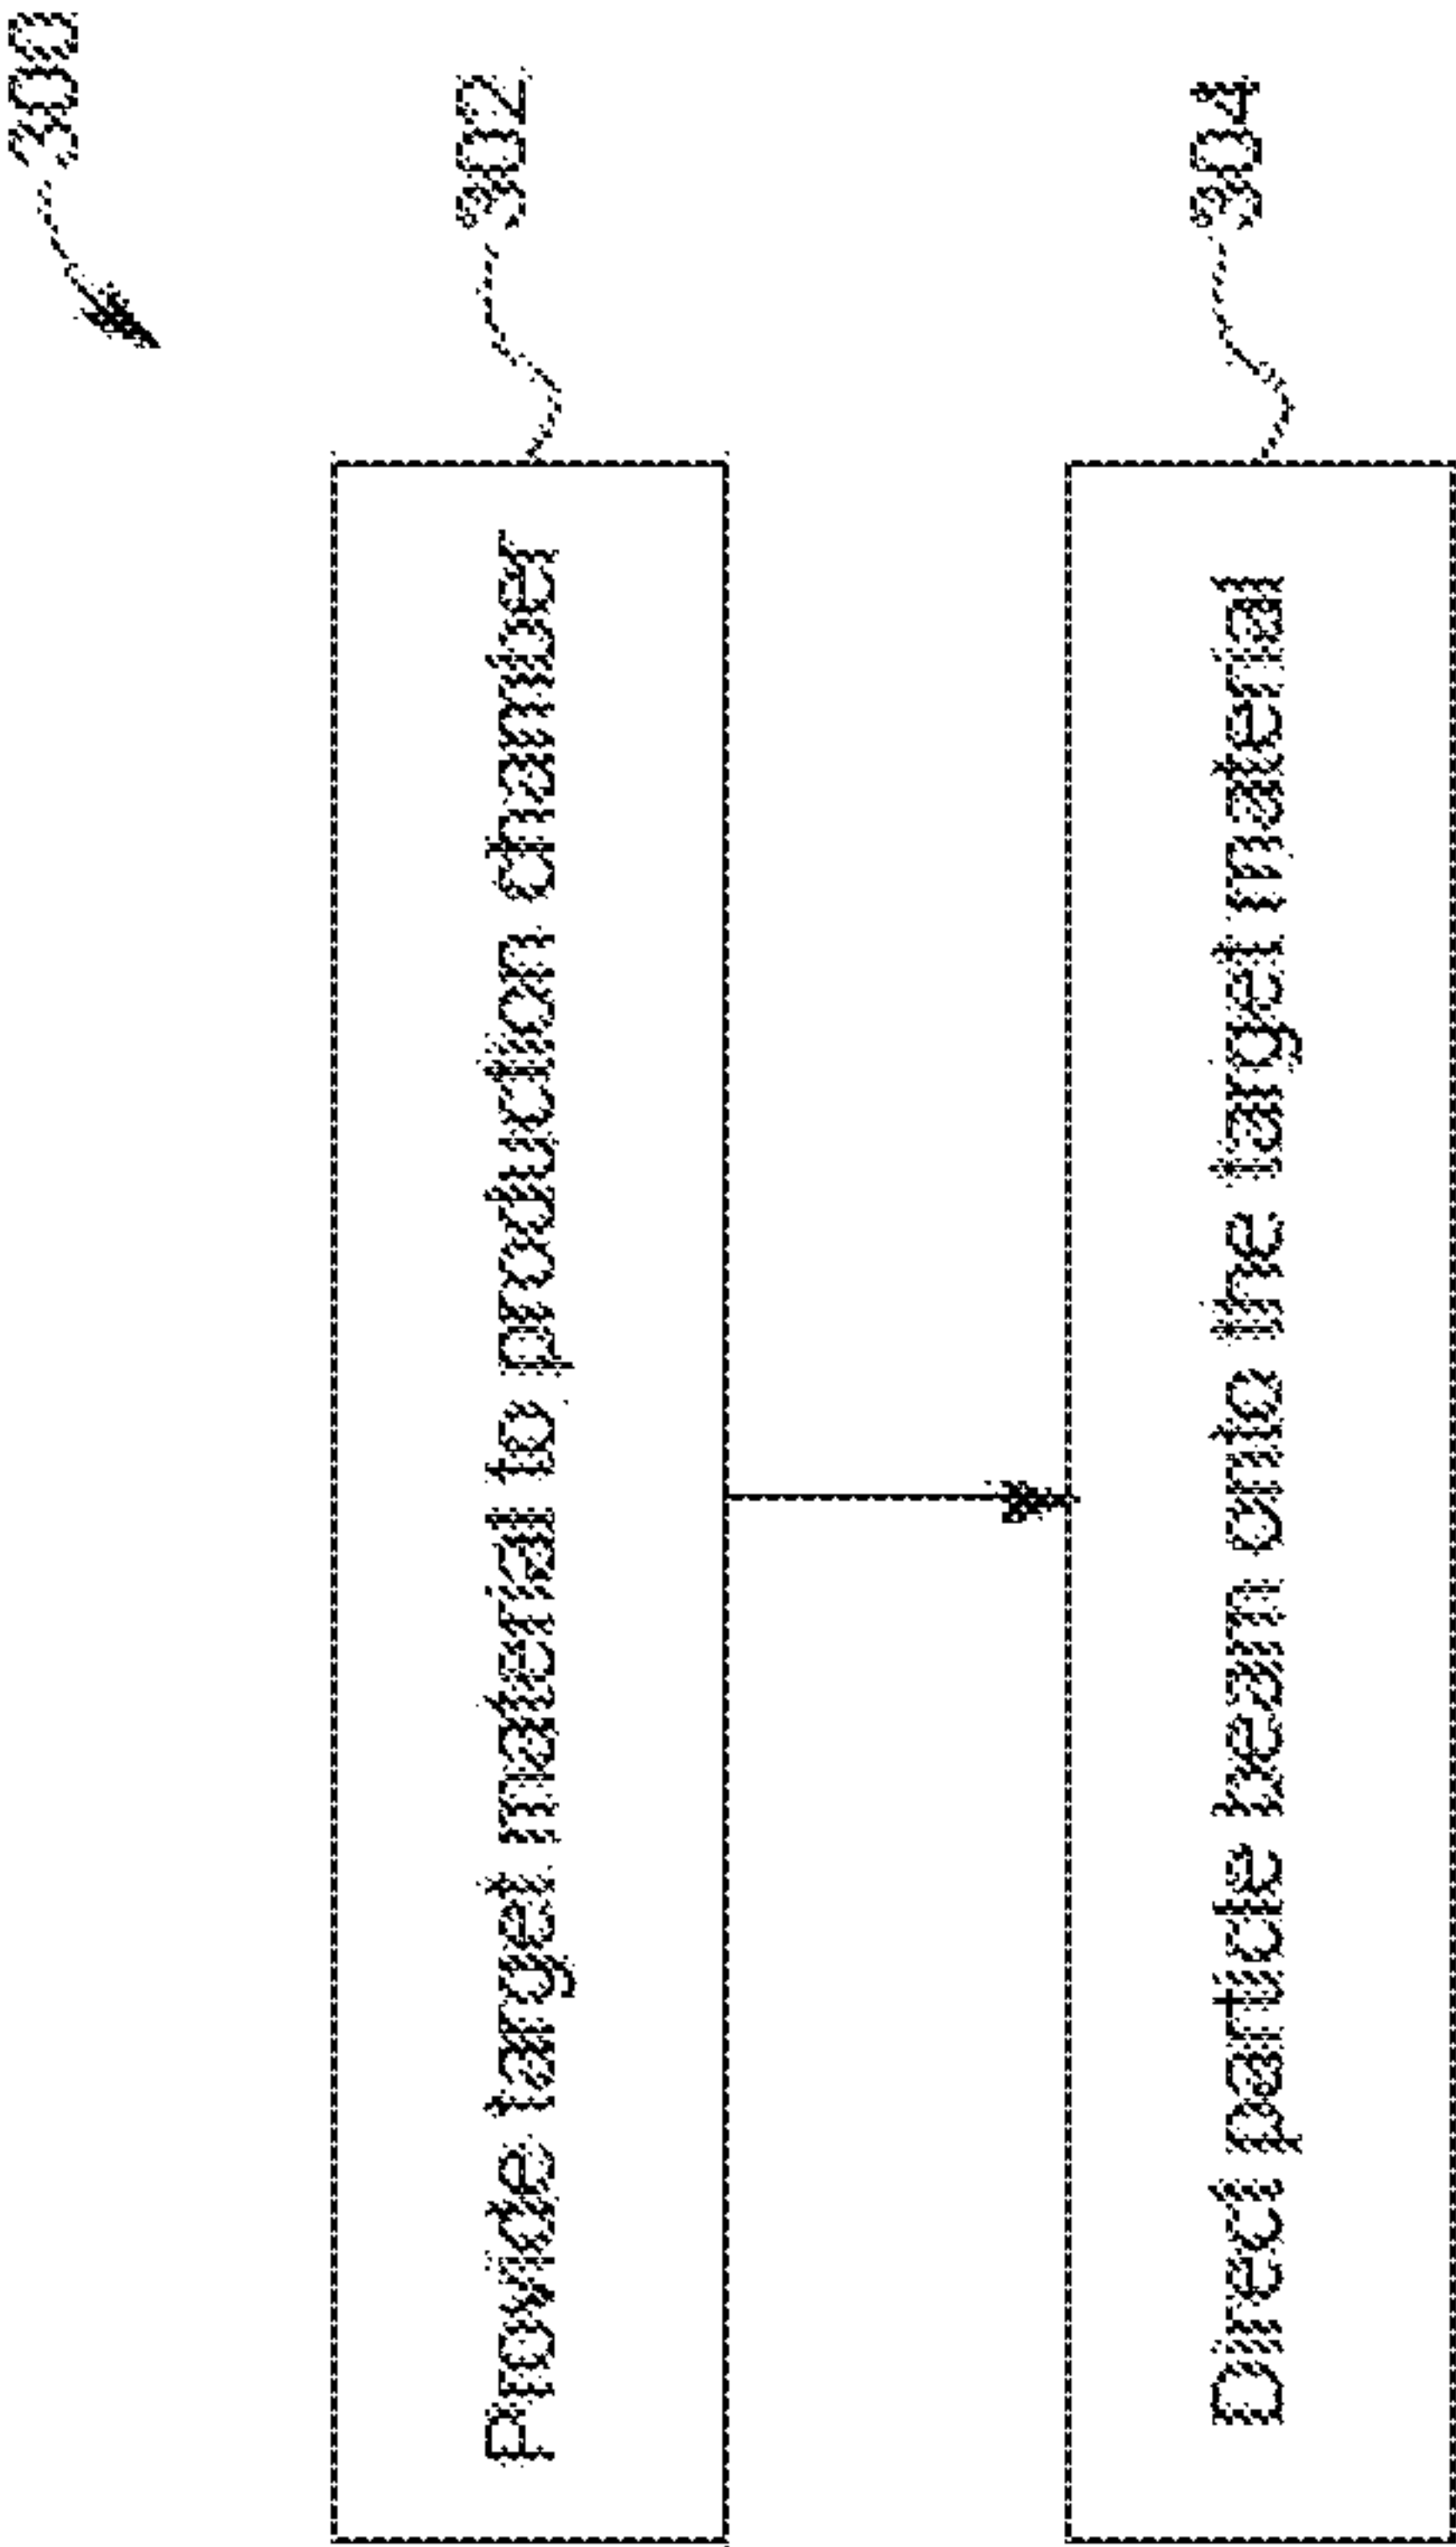 300
Provide target material to production chamber
302
Direct particle beam onto the target material
304